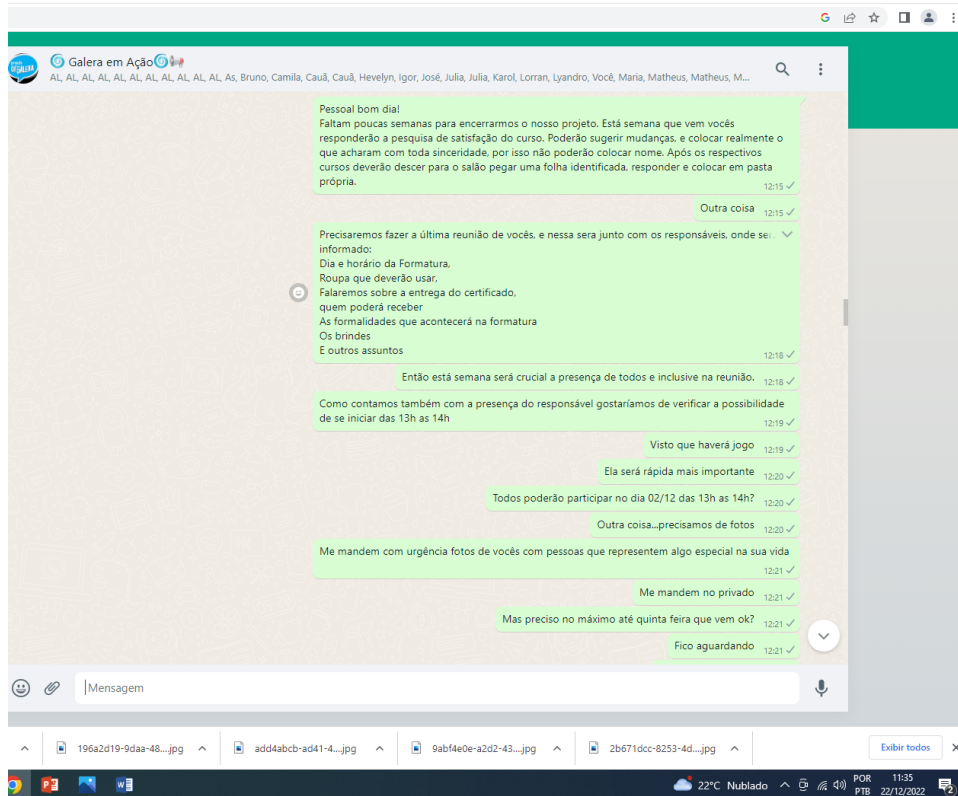 Galera em Ação
AL, AL, AL, AL, AL, AL, AL, AL, AL, AL, AL, As, Bruno, Camila, Cauã, Cauã, Hevelyn, Igor, José, Julia, Julia, Karol, Lorran, Lyandro, Você, Maria, Matheus, Matheus, M...
Pessoal bom dia!
Faltam poucas semanas para encerrarmos o nosso projeto. Está semana que vem vocês
responderão a pesquisa de satisfação do curso. Poderão sugerir mudanças, e colocar realmente o
que acharam com toda sinceridade, por isso não poderão colocar nome. Após os respectivos
cursos deverão descer para o salão pegar uma folha identificada, responder e colocar em pasta
própria.
12:15
Outra coisa 12:15
Precisaremos fazer a última reunião de vocês, e nessa sera junto com os responsáveis, onde
informado:
Dia e horário da Formatura,
Roupa que deverão usar,
Falaremos sobre a entrega do certificado,
quem poderá receber
As formalidades que acontecerá na formatura
Os brindes
E outros assuntos
12:18
Então está semana será crucial a presença de todos e inclusive na reunião. 12:18
Como contamos também com a presença do responsável gostaríamos de verificar a possibilidade
de se iniciar das 13h as 14h
12:19
Visto que haverá jogo 12:19
Ela será rápida mais importante 12:20
Todos poderão participar no dia 02/12 das 13h as 14h? 12:20
Outra coisa...precisamos de fotos 12:20
Me mandem com urgência fotos de vocês com pessoas que representem algo especial na sua vida
12:21
Me mandem no privado 12:21
Mas preciso no máximo até quinta feira que vem ok? 12:21
Fico aguardando 12:21
Mensagem
196a2d19-9daa-48....jpg add4abcb-ad41-4....jpg 9abf4e0e-a2d2-43....jpg 2b671dcc-8253-4d....jpg Exibir todos
22°C Nublado POR 11:35
PTB 22/12/2022 2